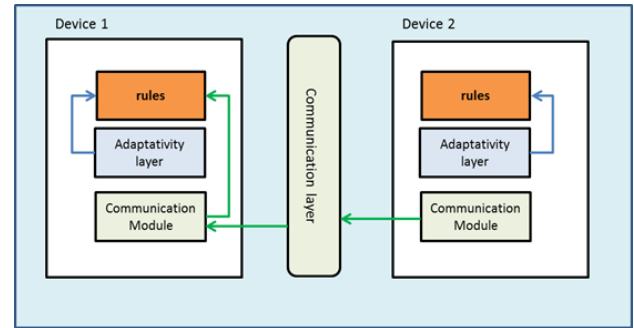 Device 1
rules
Adaptativity
layer
Communication
Module
Communication layer
Device 2
rules
Adaptativity
layer
Communication
Module